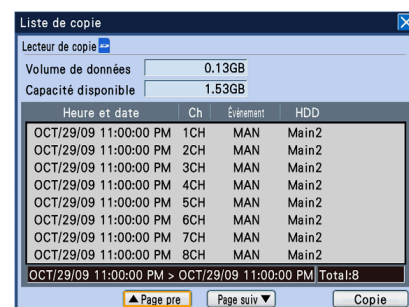 Liste de copie
Lecteur de copie
Volume de données 0.13GB
Capacité disponible 1.53GB
Heure et date Ch Événement HDD
OCT/29/09 11:00:00 PM 1CH MAN Main2
OCT/29/09 11:00:00 PM 2CH MAN Main2
OCT/29/09 11:00:00 PM 3CH MAN Main2
OCT/29/09 11:00:00 PM 4CH MAN Main2
OCT/29/09 11:00:00 PM 5CH MAN Main2
OCT/29/09 11:00:00 PM 6CH MAN Main2
OCT/29/09 11:00:00 PM 7CH MAN Main2
OCT/29/09 11:00:00 PM 8CH MAN Main2
OCT/29/09 11:00:00 PM > OCT/29/09 11:00:00 PM Total:8
▲ Page pre Page suiv ▼ Copie